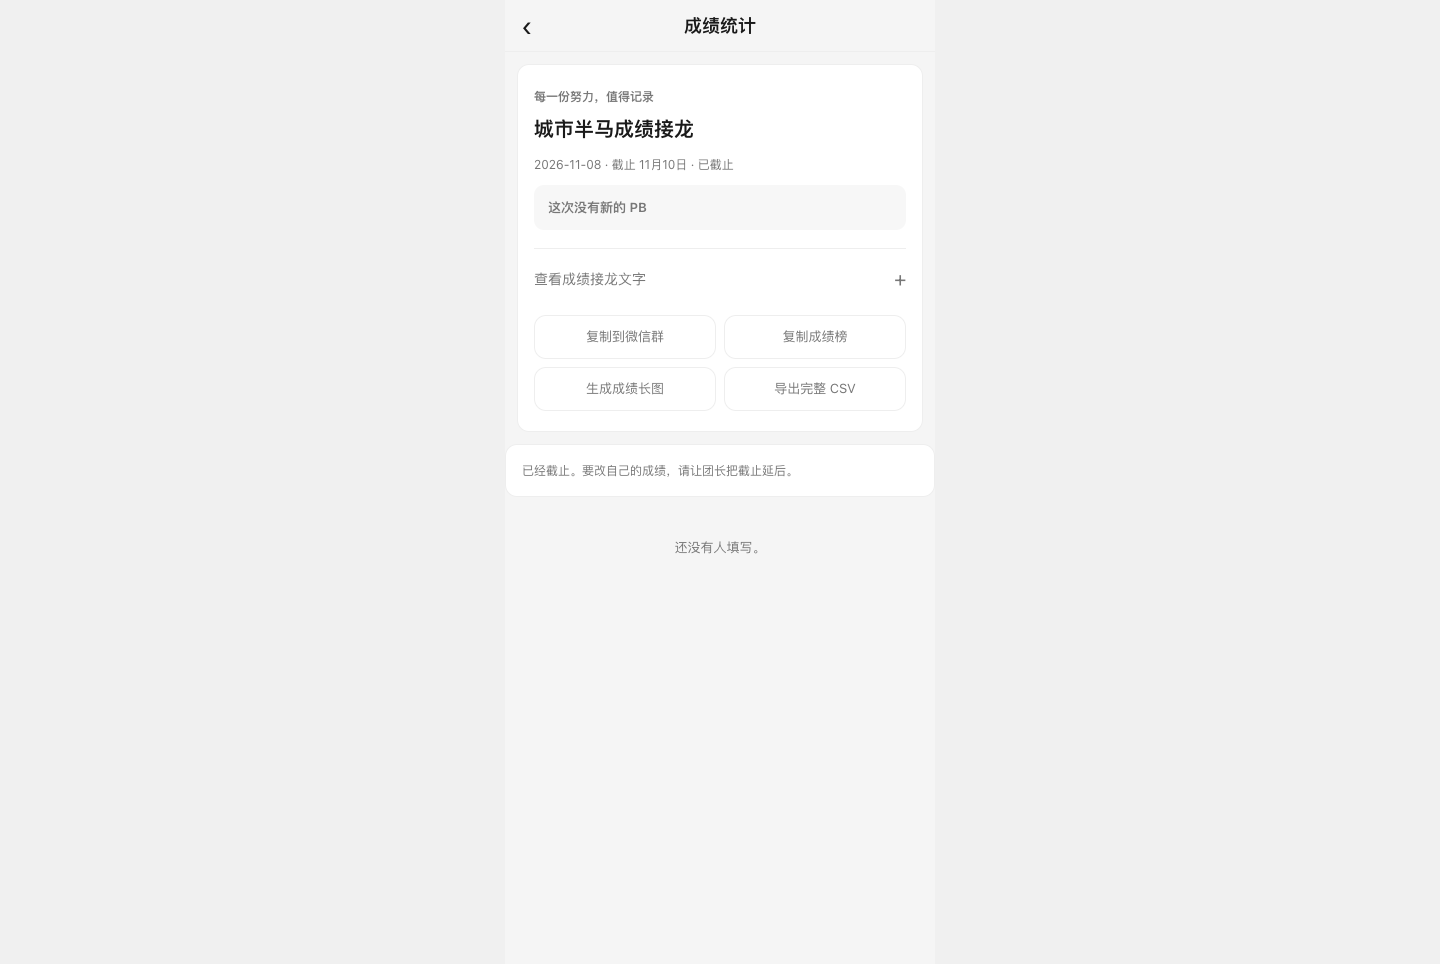 ‹ 成绩统计
每一份努力，值得记录
城市半马成绩接龙
2026-11-08 · 截止 11月10日 · 已截止
这次没有新的 PB
查看成绩接龙文字 +
复制到微信群 复制成绩榜
生成成绩长图 导出完整 CSV
已经截止。要改自己的成绩，请让团长把截止延后。
还没有人填写。